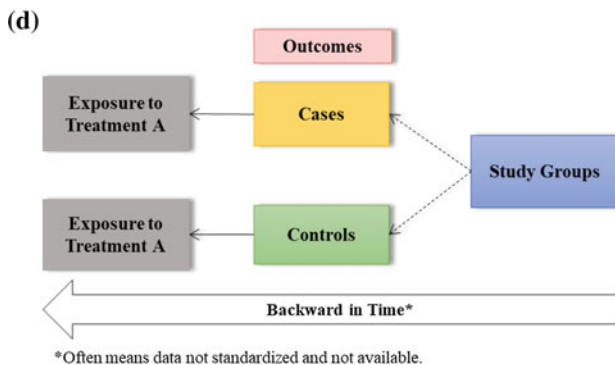 (d)
Outcomes
Exposure to
Treatment A
Cases
Study Groups
Exposure to
Treatment A
Controls
Backward in Time*
*Often means data not standardized and not available.